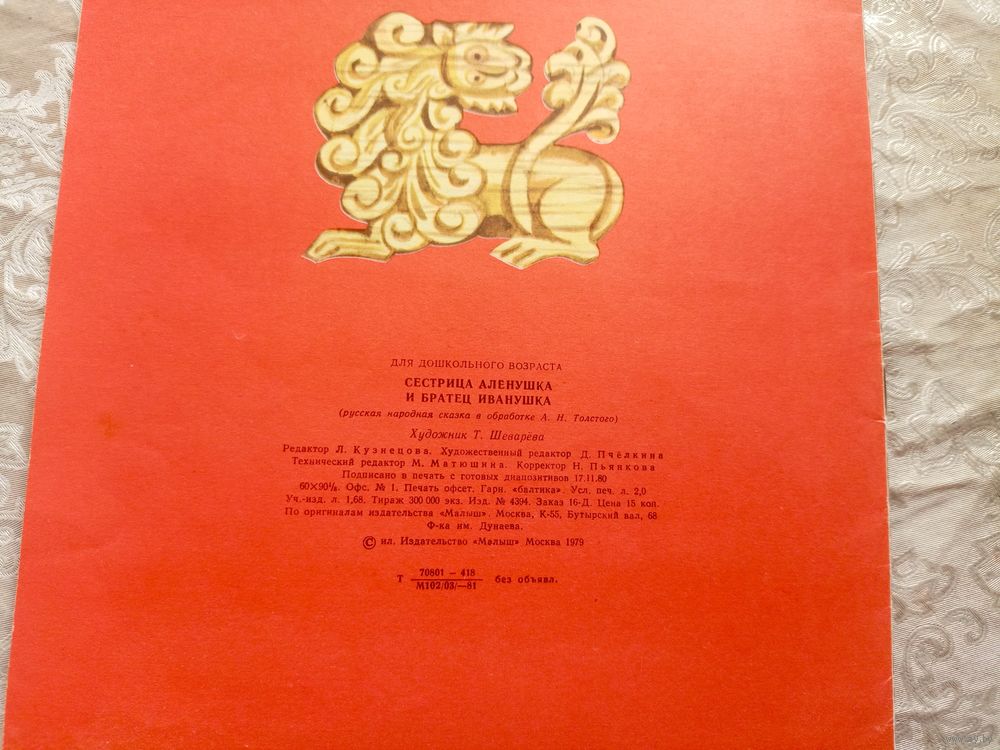 ДЛЯ ДОШКОЛЬНОГО ВОЗРАСТА
СЕСТРИЦА АЛЕНУШКА
И БРАТЕЦ ИВАНУШКА
(русская народная сказка в обработке А. Н. Толстого)
Художник Т. Шеварёва
Редактор Л. Кузнецова. Художественный редактор Д. Пчёлкина
Технический редактор М. Матюшина. Корректор Н. Пьянкова
Подписано в печать с готовых диапозитивов 17.11.80
60×90⅛. Офс. № 1. Печать офсет. Гарн. «балтика». Усл. печ. л. 2,0
Уч.-изд. л. 1,68. Тираж 300 000 экз. Изд. № 4394. Заказ 16-Д. Цена 15 коп.
По оригиналам издательства «Малыш». Москва, К-55, Бутырский вал, 68
Ф-ка им. Дунаева.
© ил. Издательство «Малыш» Москва 1979
Т 70801 — 418 без объявл.
М102/03/—81